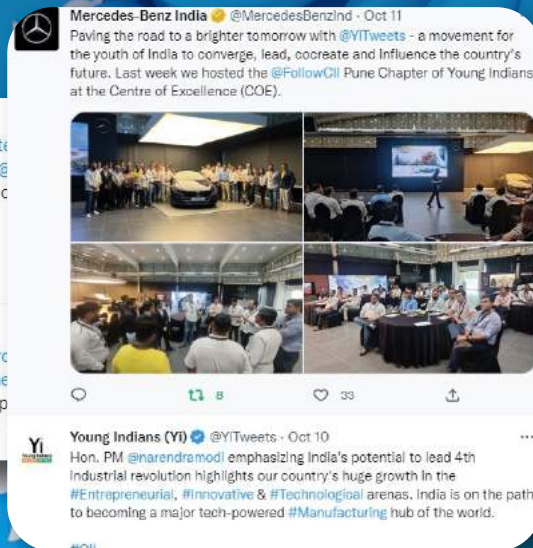 Mercedes-Benz India @MercedesBenzInd · Oct 11
Paving the road to a brighter tomorrow with @YiTweets - a movement for
the youth of India to converge, lead, cocreate and influence the country's
future. Last week we hosted the @FollowCII Pune Chapter of Young Indians
at the Centre of Excellence (COE).
8
33
Yi
Young Indians (Yi) @YiTweets · Oct 10
Hon. PM @narendramodi emphasizing India's potential to lead 4th
industrial revolution highlights our country's huge growth in the
#Entrepreneurial, #Innovative & #Technological arenas. India is on the path
to becoming a major tech-powered #Manufacturing hub of the world.